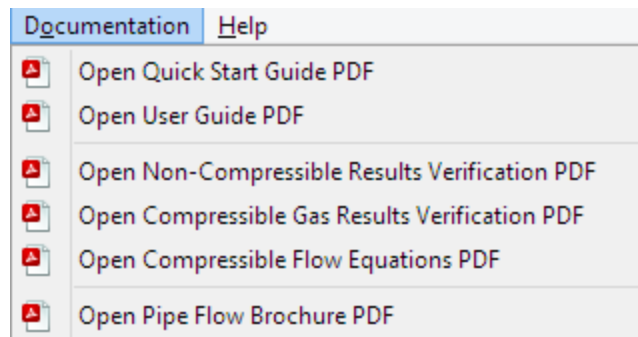 Documentation Help
Open Quick Start Guide PDF
Open User Guide PDF
Open Non-Compressible Results Verification PDF
Open Compressible Gas Results Verification PDF
Open Compressible Flow Equations PDF
Open Pipe Flow Brochure PDF